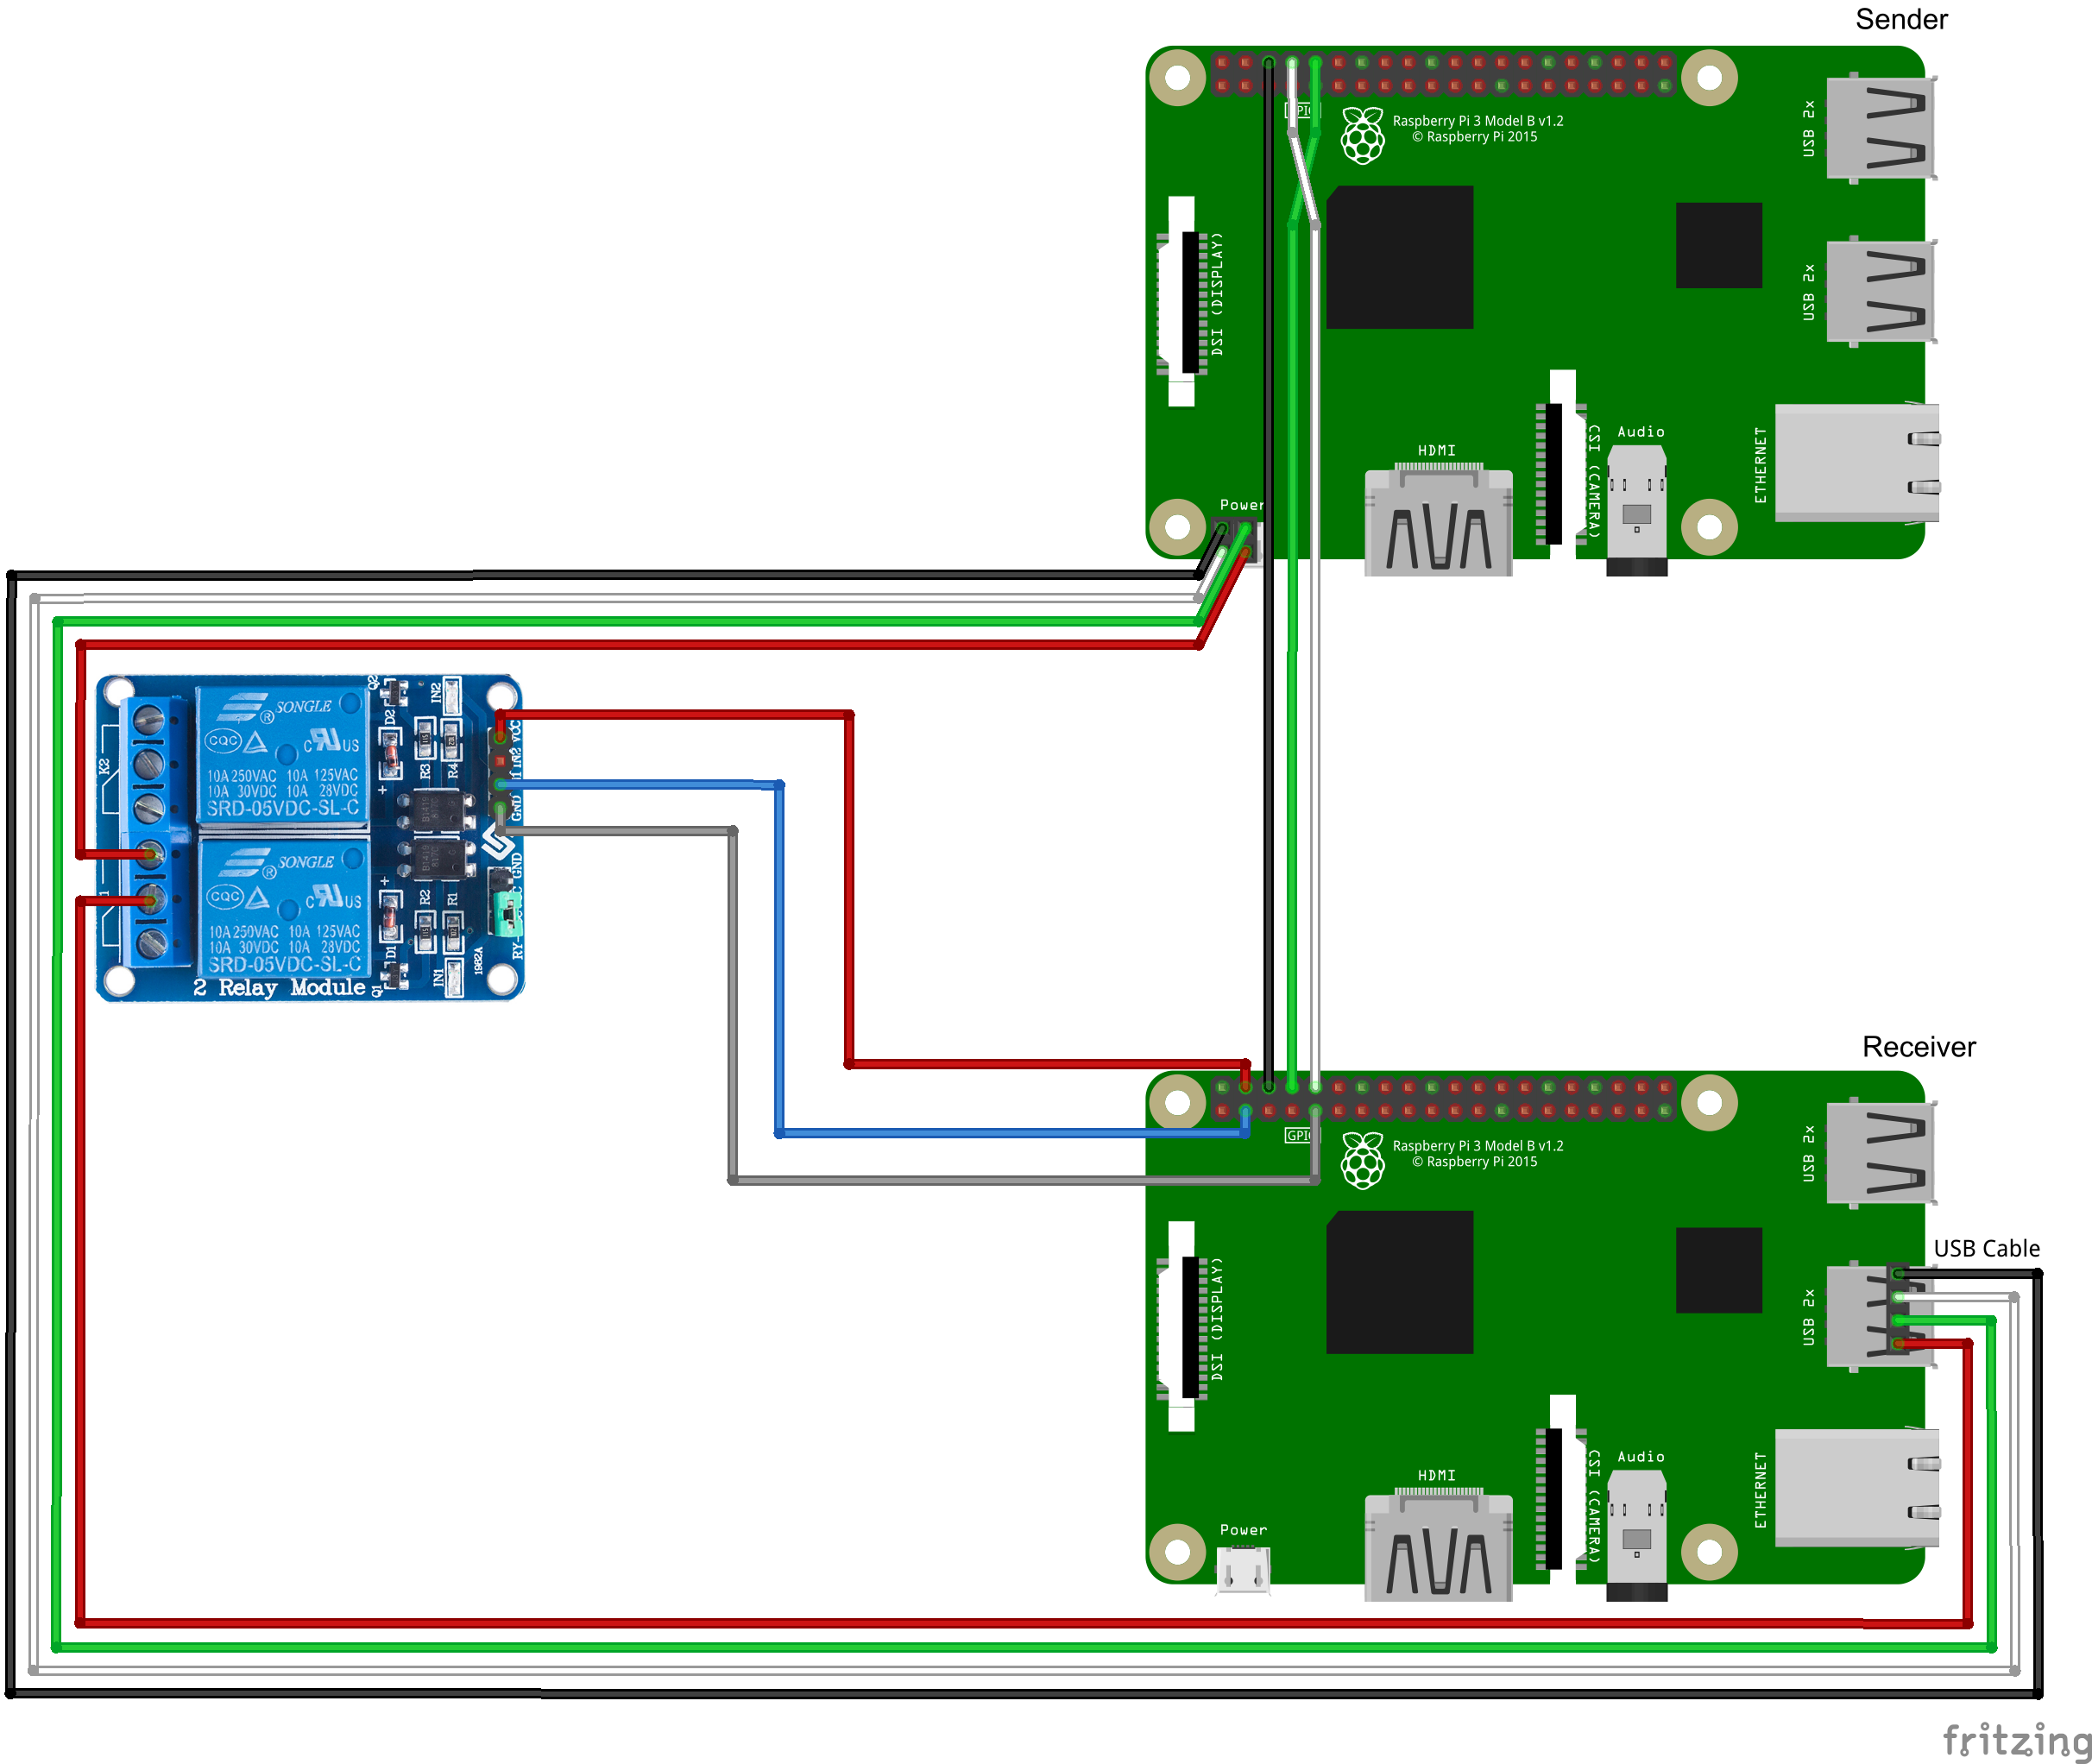 Sender
GPIO
Raspberry Pi 3 Model B v1.2
© Raspberry Pi 2015
USB 2x
USB 2x
DSI (DISPLAY)
CSI (CAMERA)
HDMI
Audio
ETHERNET
Power
K2
SONGLE
®
CQC
C US
10A 250VAC 10A 125VAC
10A 30VDC 10A 28VDC
SRD-05VDC-SL-C
Q2
D2
+
R3
R4
IN2
VCC
IN2
GND
SONGLE
®
CQC
C US
10A 250VAC 10A 125VAC
10A 30VDC 10A 28VDC
SRD-05VDC-SL-C
+
D1
Q1
R2
R1
IN1
1982A
GND
RY-
2 Relay Module
Receiver
GPIO
Raspberry Pi 3 Model B v1.2
© Raspberry Pi 2015
USB 2x
USB Cable
USB 2x
DSI (DISPLAY)
CSI (CAMERA)
HDMI
Audio
ETHERNET
Power
fritzing